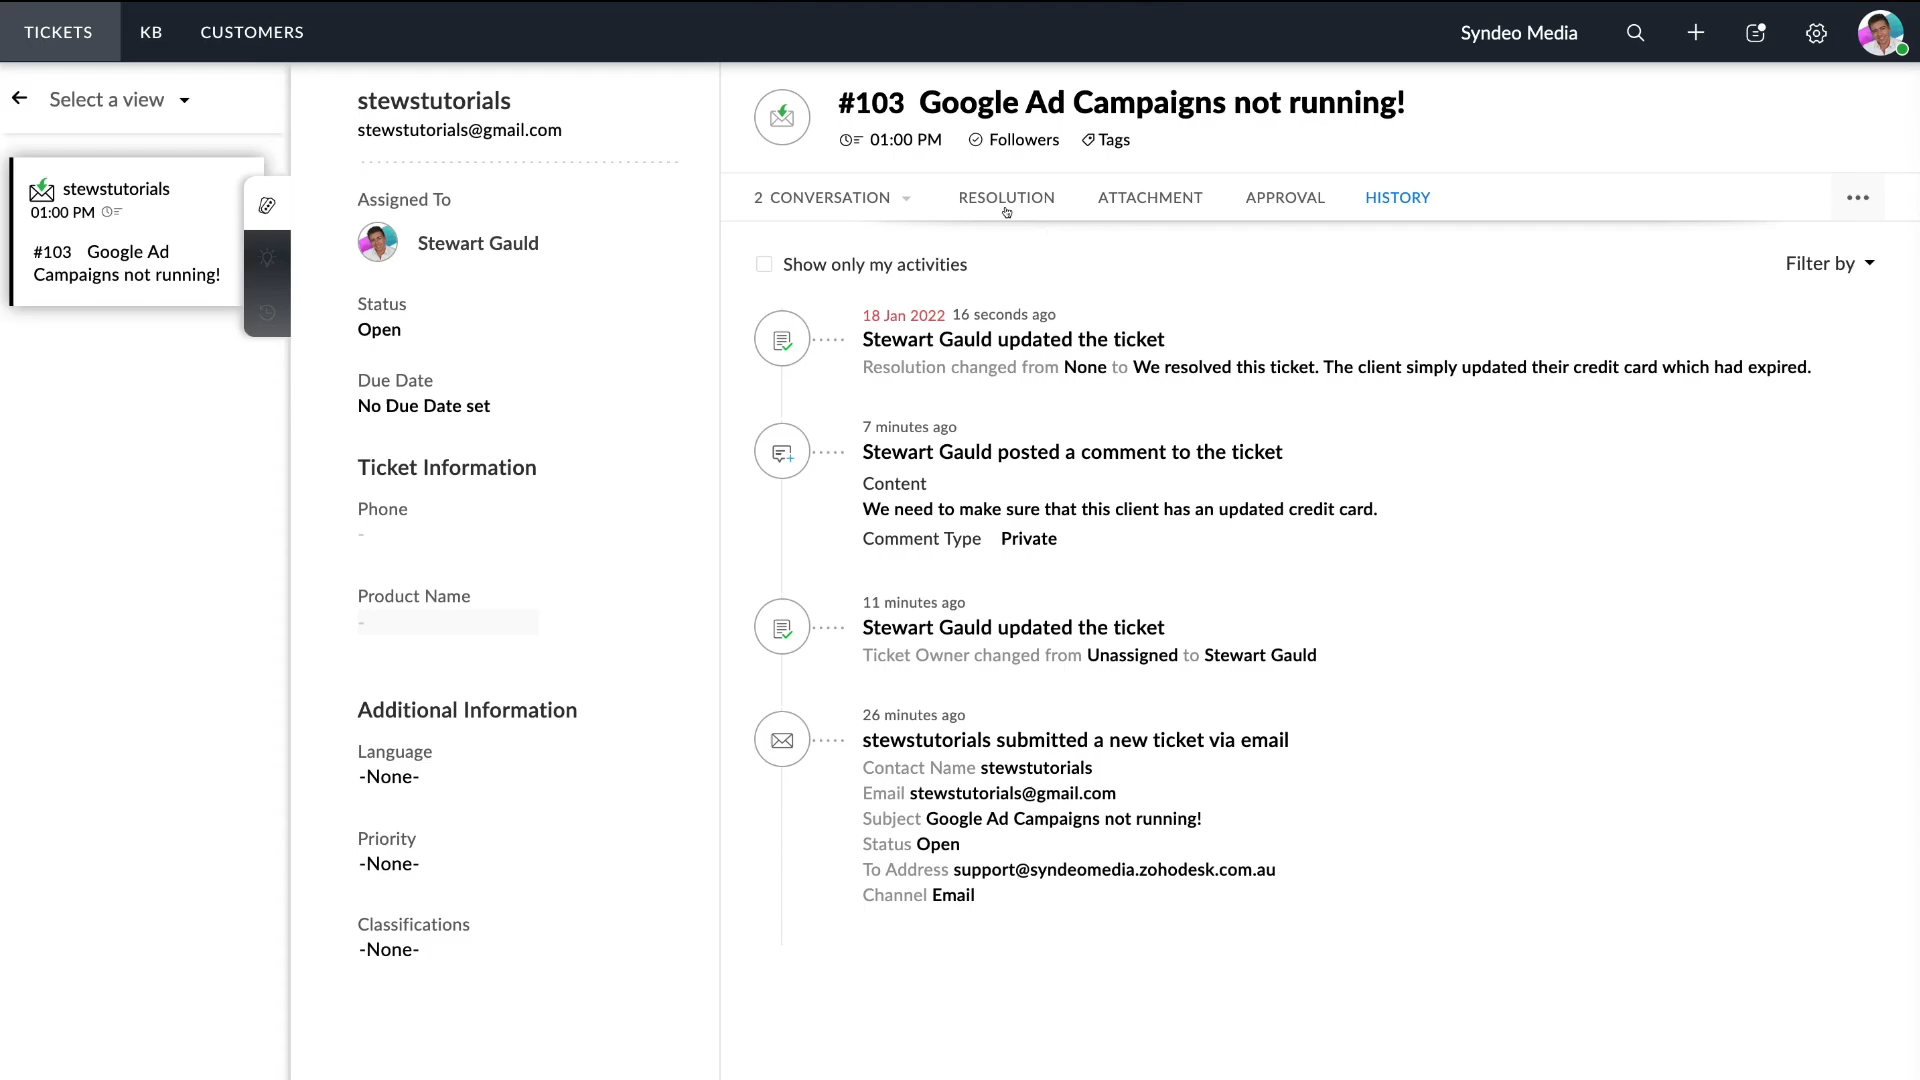 TICKETS KB CUSTOMERS Syndeo Media
Select a view
stewstutorials
01:00 PM
#103 Google Ad
Campaigns not running!
stewstutorials
stewstutorials@gmail.com
Assigned To
Stewart Gauld
Status
Open
Due Date
No Due Date set
Ticket Information
Phone
-
Product Name
-
Additional Information
Language
-None-
Priority
-None-
Classifications
-None-
#103 Google Ad Campaigns not running!
01:00 PM Followers Tags
2 CONVERSATION RESOLUTION ATTACHMENT APPROVAL HISTORY
Show only my activities Filter by
18 Jan 2022 16 seconds ago
Stewart Gauld updated the ticket
Resolution changed from None to We resolved this ticket. The client simply updated their credit card which had expired.
7 minutes ago
Stewart Gauld posted a comment to the ticket
Content
We need to make sure that this client has an updated credit card.
Comment Type Private
11 minutes ago
Stewart Gauld updated the ticket
Ticket Owner changed from Unassigned to Stewart Gauld
26 minutes ago
stewstutorials submitted a new ticket via email
Contact Name stewstutorials
Email stewstutorials@gmail.com
Subject Google Ad Campaigns not running!
Status Open
To Address support@syndeomedia.zohodesk.com.au
Channel Email